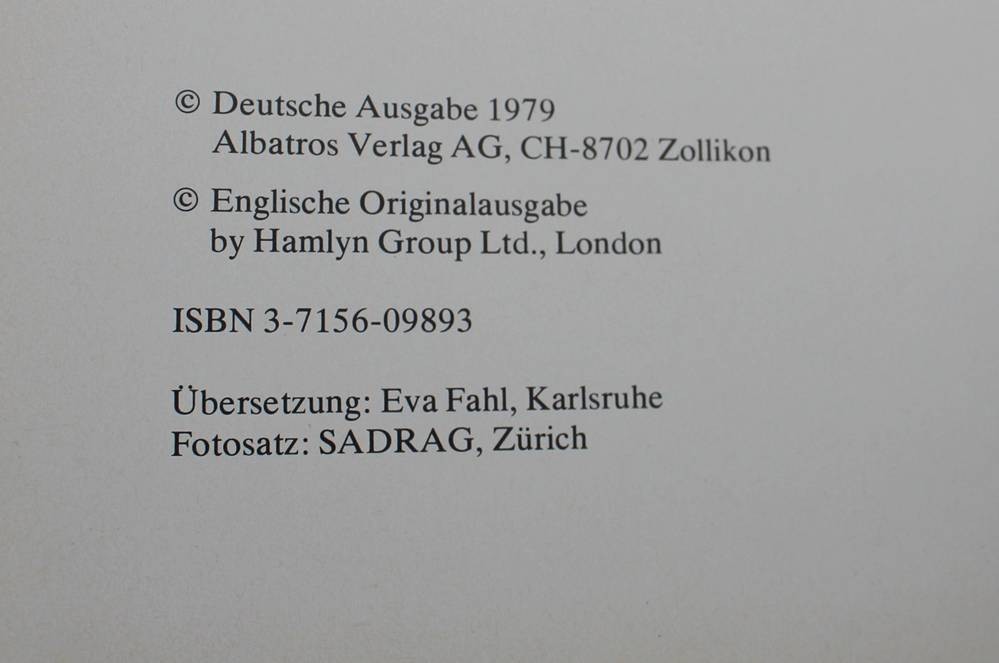 © Deutsche Ausgabe 1979
Albatros Verlag AG, CH-8702 Zollikon
© Englische Originalausgabe
by Hamlyn Group Ltd., London
ISBN 3-7156-09893
Übersetzung: Eva Fahl, Karlsruhe
Fotosatz: SADRAG, Zürich